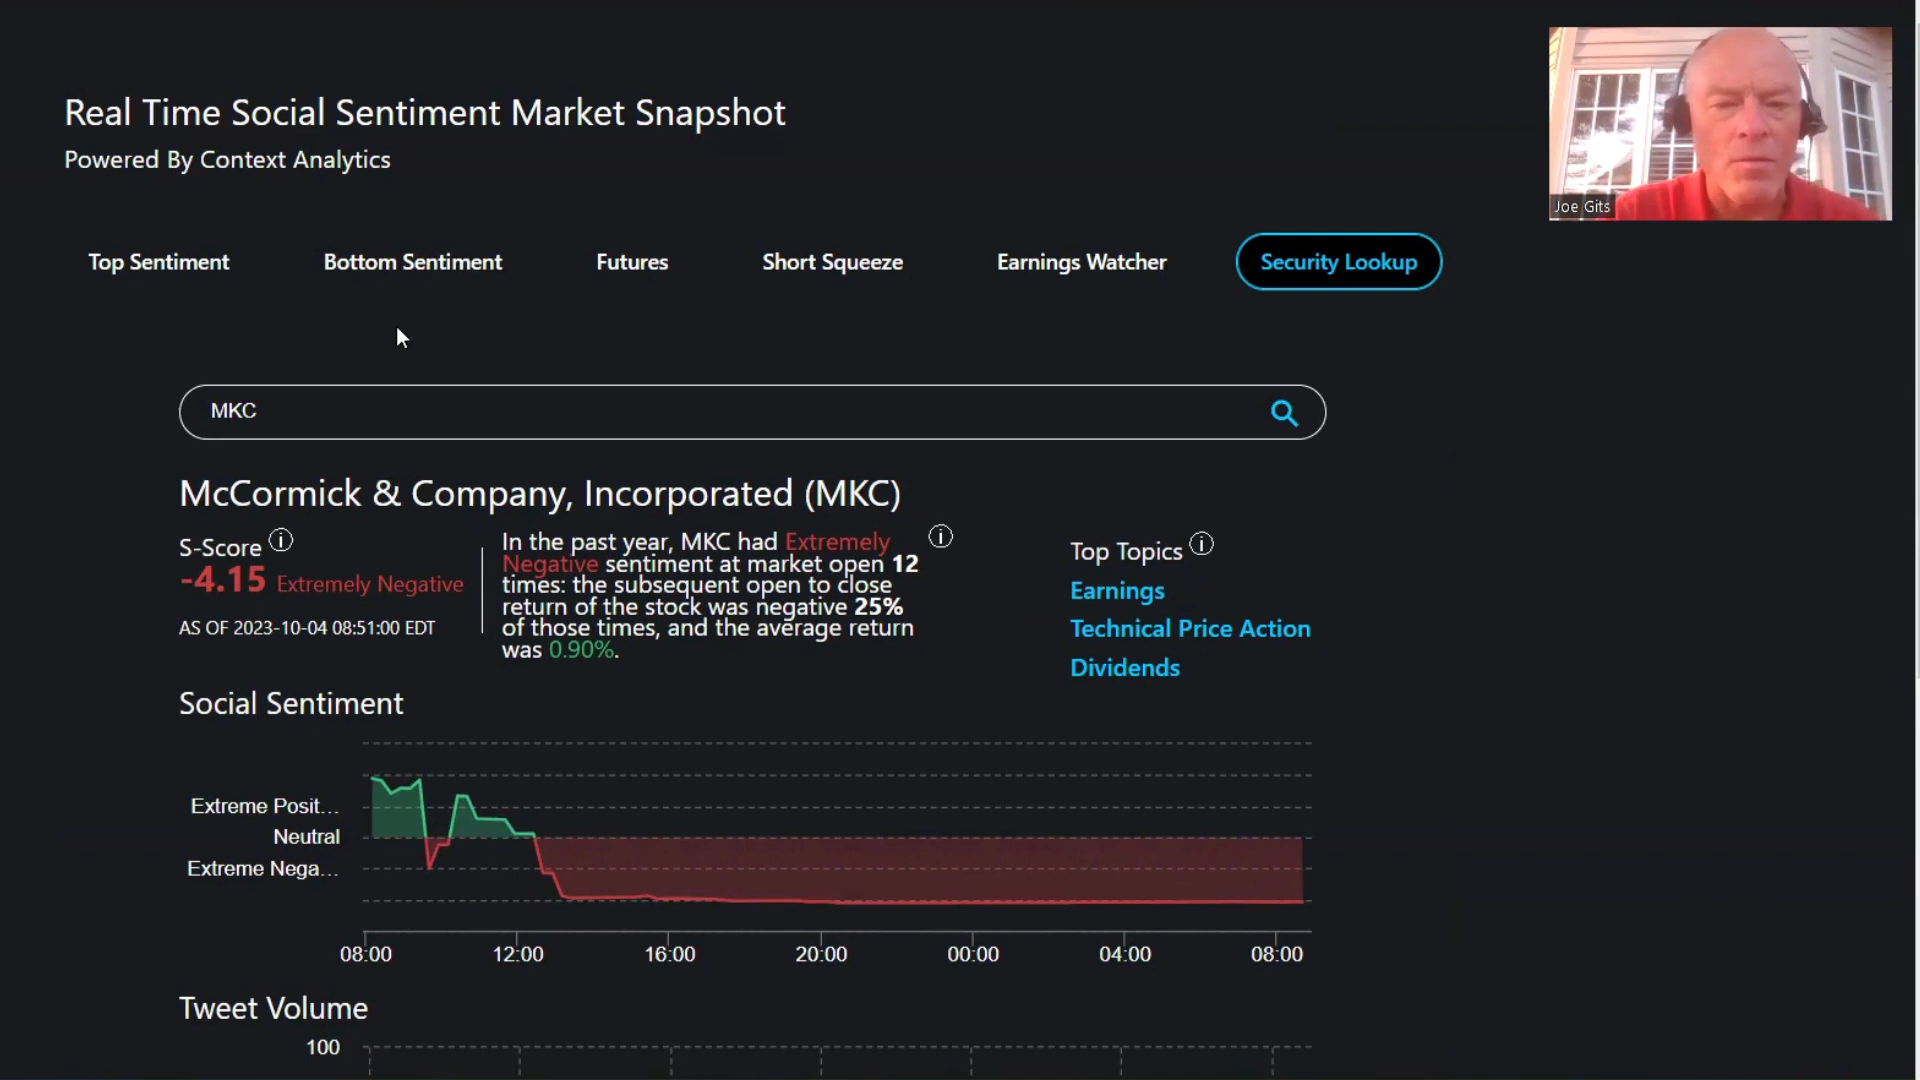 Real Time Social Sentiment Market Snapshot
Powered By Context Analytics
Joe Gits
Top Sentiment
Bottom Sentiment
Futures
Short Squeeze
Earnings Watcher
Security Lookup
MKC
McCormick & Company, Incorporated (MKC)
S-Score
-4.15 Extremely Negative
AS OF 2023-10-04 08:51:00 EDT
In the past year, MKC had Extremely
Negative sentiment at market open 12
times: the subsequent open to close
return of the stock was negative 25%
of those times, and the average return
was 0.90%.
Top Topics
Earnings
Technical Price Action
Dividends
Social Sentiment
Extreme Posit...
Neutral
Extreme Nega...
08:00
12:00
16:00
20:00
00:00
04:00
08:00
Tweet Volume
100